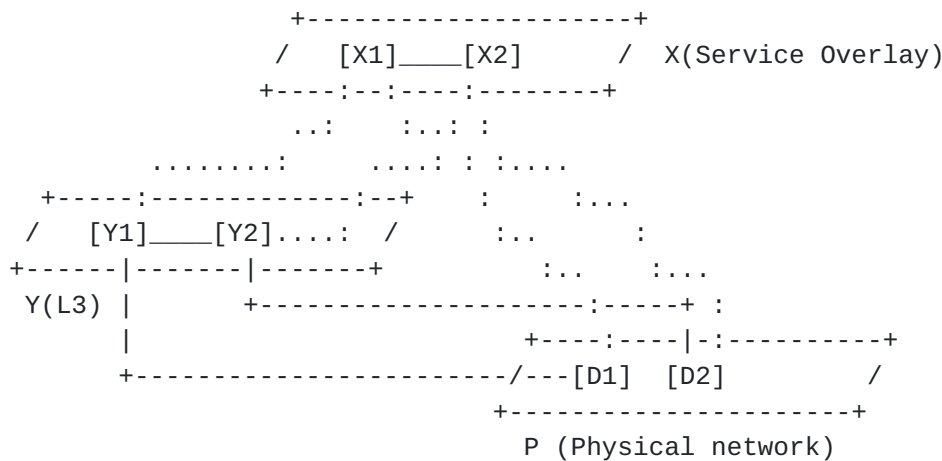 +---------------------+
                 /   [X1]____[X2]      /  X(Service Overlay)
                +----:--:----:--------+
                  ..:    :..: :
         ........:     ....: : :....
  +-----:-------------:--+    :     :...
 /   [Y1]____[Y2]....:  /      :..      :
+------|-------|-------+          :..    :...
 Y(L3) |       +---------------------:-----+ :
       |                         +----:----|-:----------+
       +------------------------/---[D1]  [D2]         /
                               +----------------------+
                                 P (Physical network)